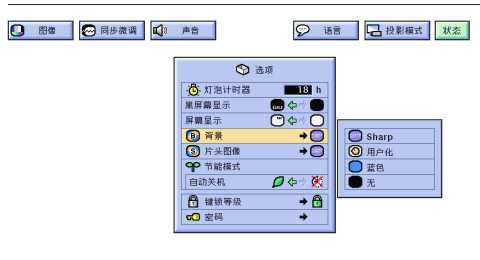 图像
同步微调
声音
语言
投影模式
状态
选项
灯泡计时器 18 h
黑屏幕显示
屏幕显示
背景
片头图像
节能模式
自动关机
键锁等级
密码
Sharp
用户化
蓝色
无